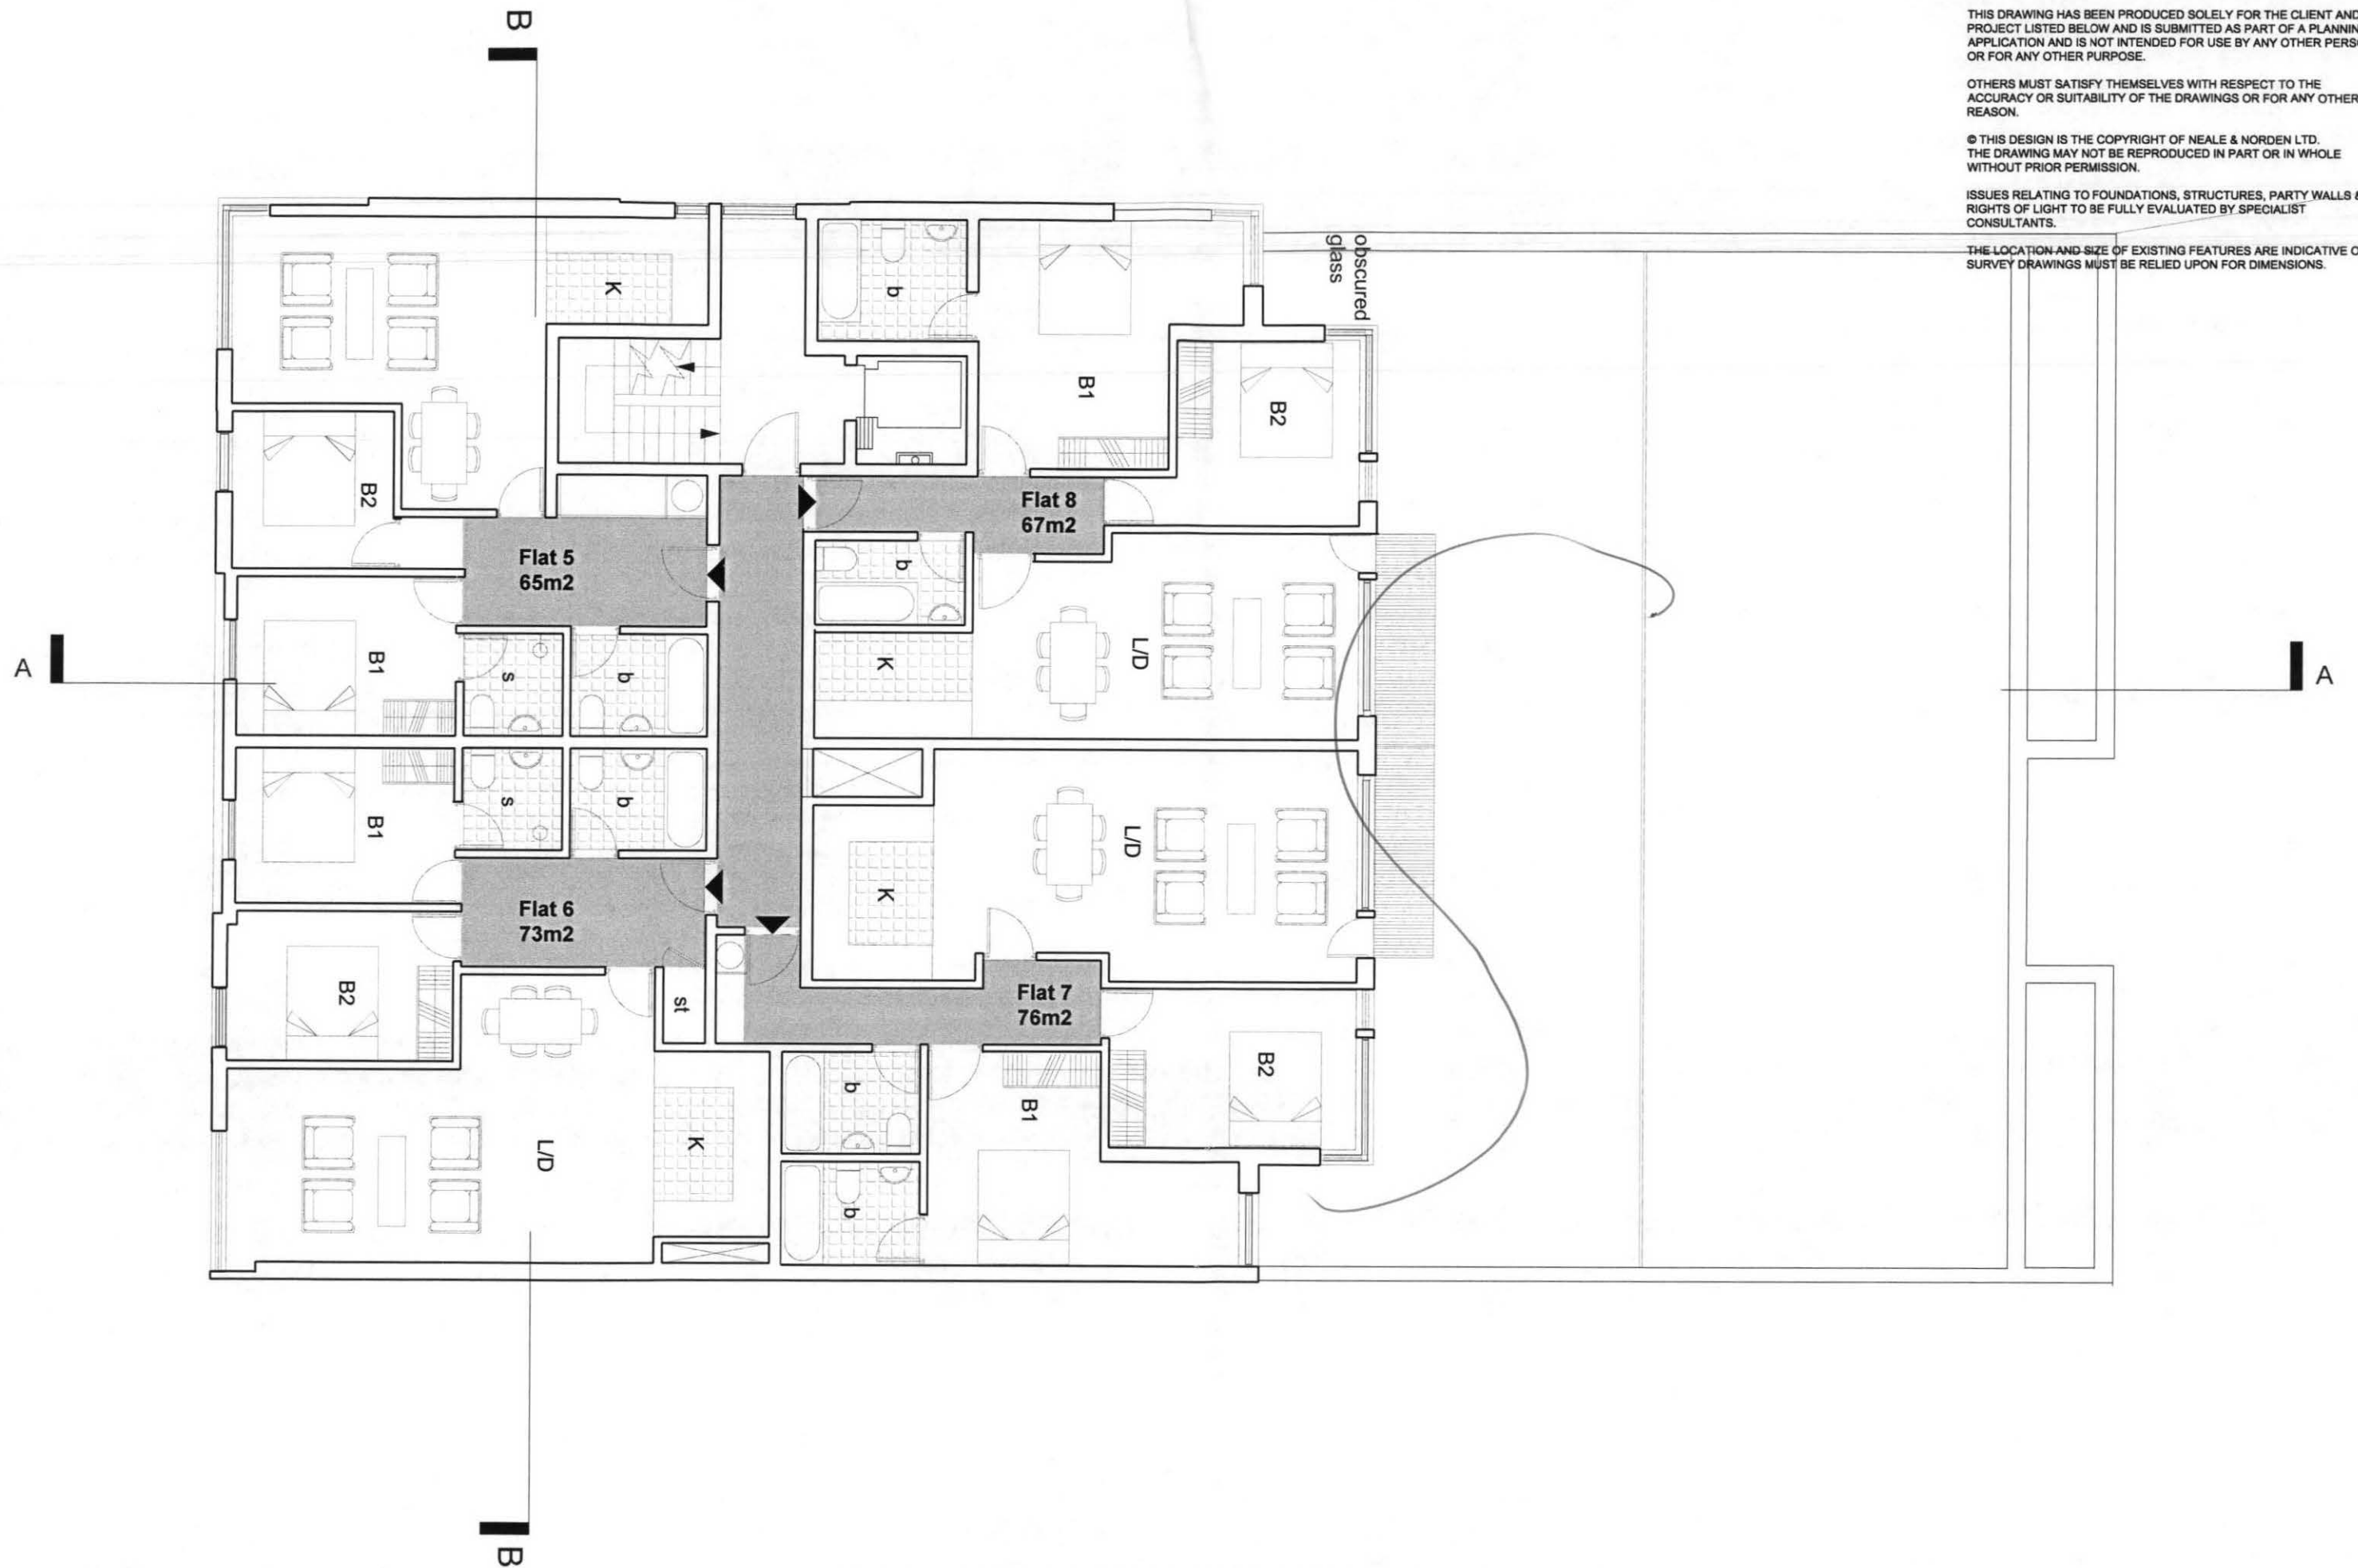 B
THIS DRAWING HAS BEEN PRODUCED SOLELY FOR THE CLIENT AND
PROJECT LISTED BELOW AND IS SUBMITTED AS PART OF A
APPLICATION AND IS NOT INTENDED FOR USE BY ANY OTHER
OR FOR ANY OTHER PURPOSE.
OTHERS MUST SATISFY THEMSELVES WITH RESPECT TO THE
ACCURACY OR SUITABILITY OF THE DRAWINGS OR FOR ANY OTHER
REASON.
© THIS DESIGN IS THE COPYRIGHT OF NEALE & NORDEN LTD.
THE DRAWING MAY NOT BE REPRODUCED IN PART OR IN WHOLE
WITHOUT PRIOR PERMISSION.
ISSUES RELATING TO FOUNDATIONS, STRUCTURES, PARTY WALLS &
RIGHTS OF LIGHT TO BE FULLY EVALUATED BY SPECIALIST
CONSULTANTS.
THE LOCATION AND SIZE OF EXISTING FEATURES ARE INDICATIVE
SURVEY DRAWINGS MUST BE RELIED UPON FOR DIMENSIONS.
obscured
glass
K
b
B1
B2
B2
Flat 8
67m2
Flat 5
65m2
b
B1
s
b
K
L/D
A
A
B1
s
b
K
L/D
Flat 6
73m2
B2
st
Flat 7
76m2
L/D
K
b
b
B1
B2
B